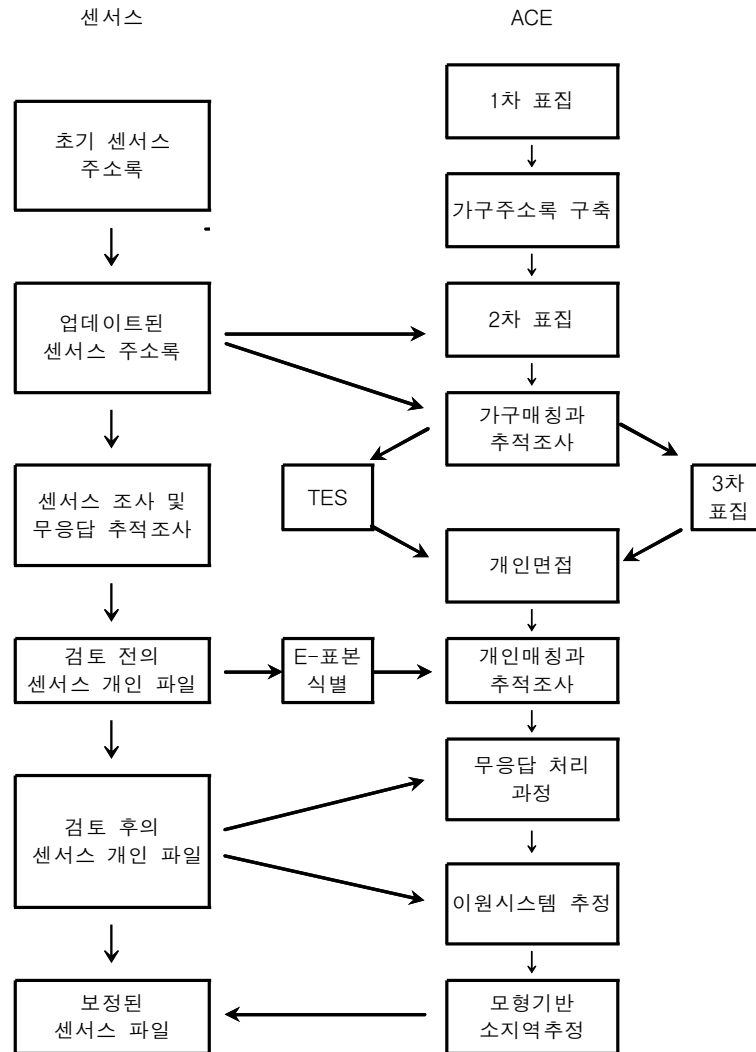 센서스
ACE
1차 표집
초기 센서스
주소록
가구주소록 구축
업데이트된
센서스 주소록
2차 표집
가구매칭과
추적조사
센서스 조사 및
무응답 추적조사
TES
3차
표집
개인면접
검토 전의
센서스 개인 파일
E-표본
식별
개인매칭과
추적조사
무응답 처리
과정
검토 후의
센서스 개인 파일
이원시스템 추정
보정된
센서스 파일
모형기반
소지역추정